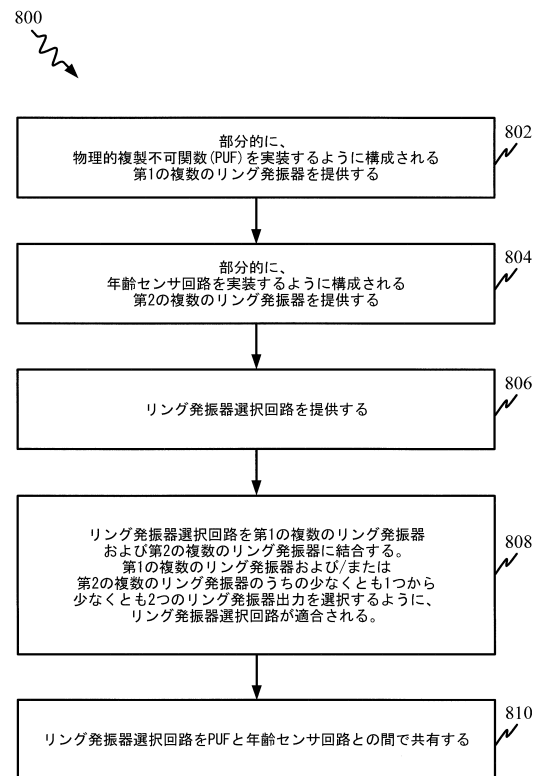 800
部分的に、
物理的複製不可関数(PUF)を実装するように構成される
第1の複数のリング発振器を提供する
802
部分的に、
年齢センサ回路を実装するように構成される
第2の複数のリング発振器を提供する
804
リング発振器選択回路を提供する
806
リング発振器選択回路を第1の複数のリング発振器
および第2の複数のリング発振器に結合する。
第1の複数のリング発振器および/または
第2の複数のリング発振器のうちの少なくとも1つから
少なくとも2つのリング発振器出力を選択するように、
リング発振器選択回路が適合される。
808
リング発振器選択回路をPUFと年齢センサ回路との間で共有する
810